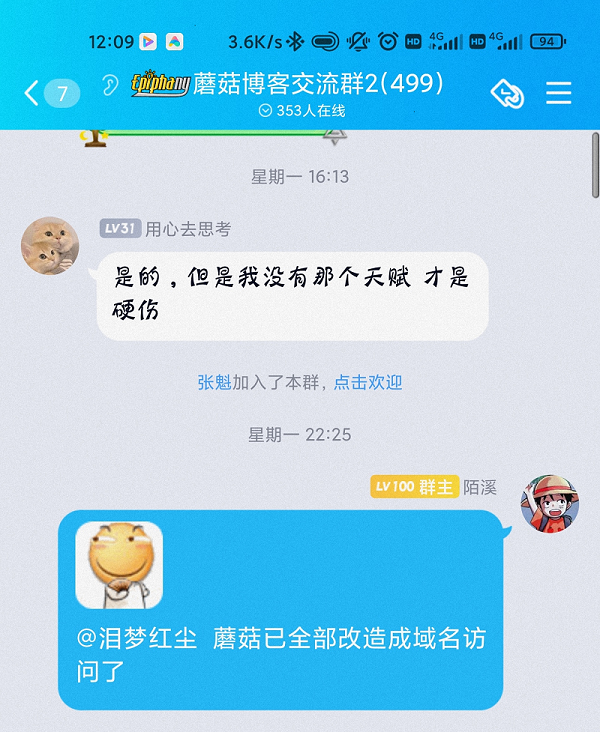 12:09 3.6K/s HD 4G HD 4G 94
7 Epiphany 蘑菇博客交流群2(499)
353人在线
星期一 16:13
LV31 用心去思考
是的，但是我没有那个天赋 才是
硬伤
张魁加入了本群，点击欢迎
星期一 22:25
LV100 群主 陌溪
@泪梦红尘 蘑菇已全部改造成域名访
问了